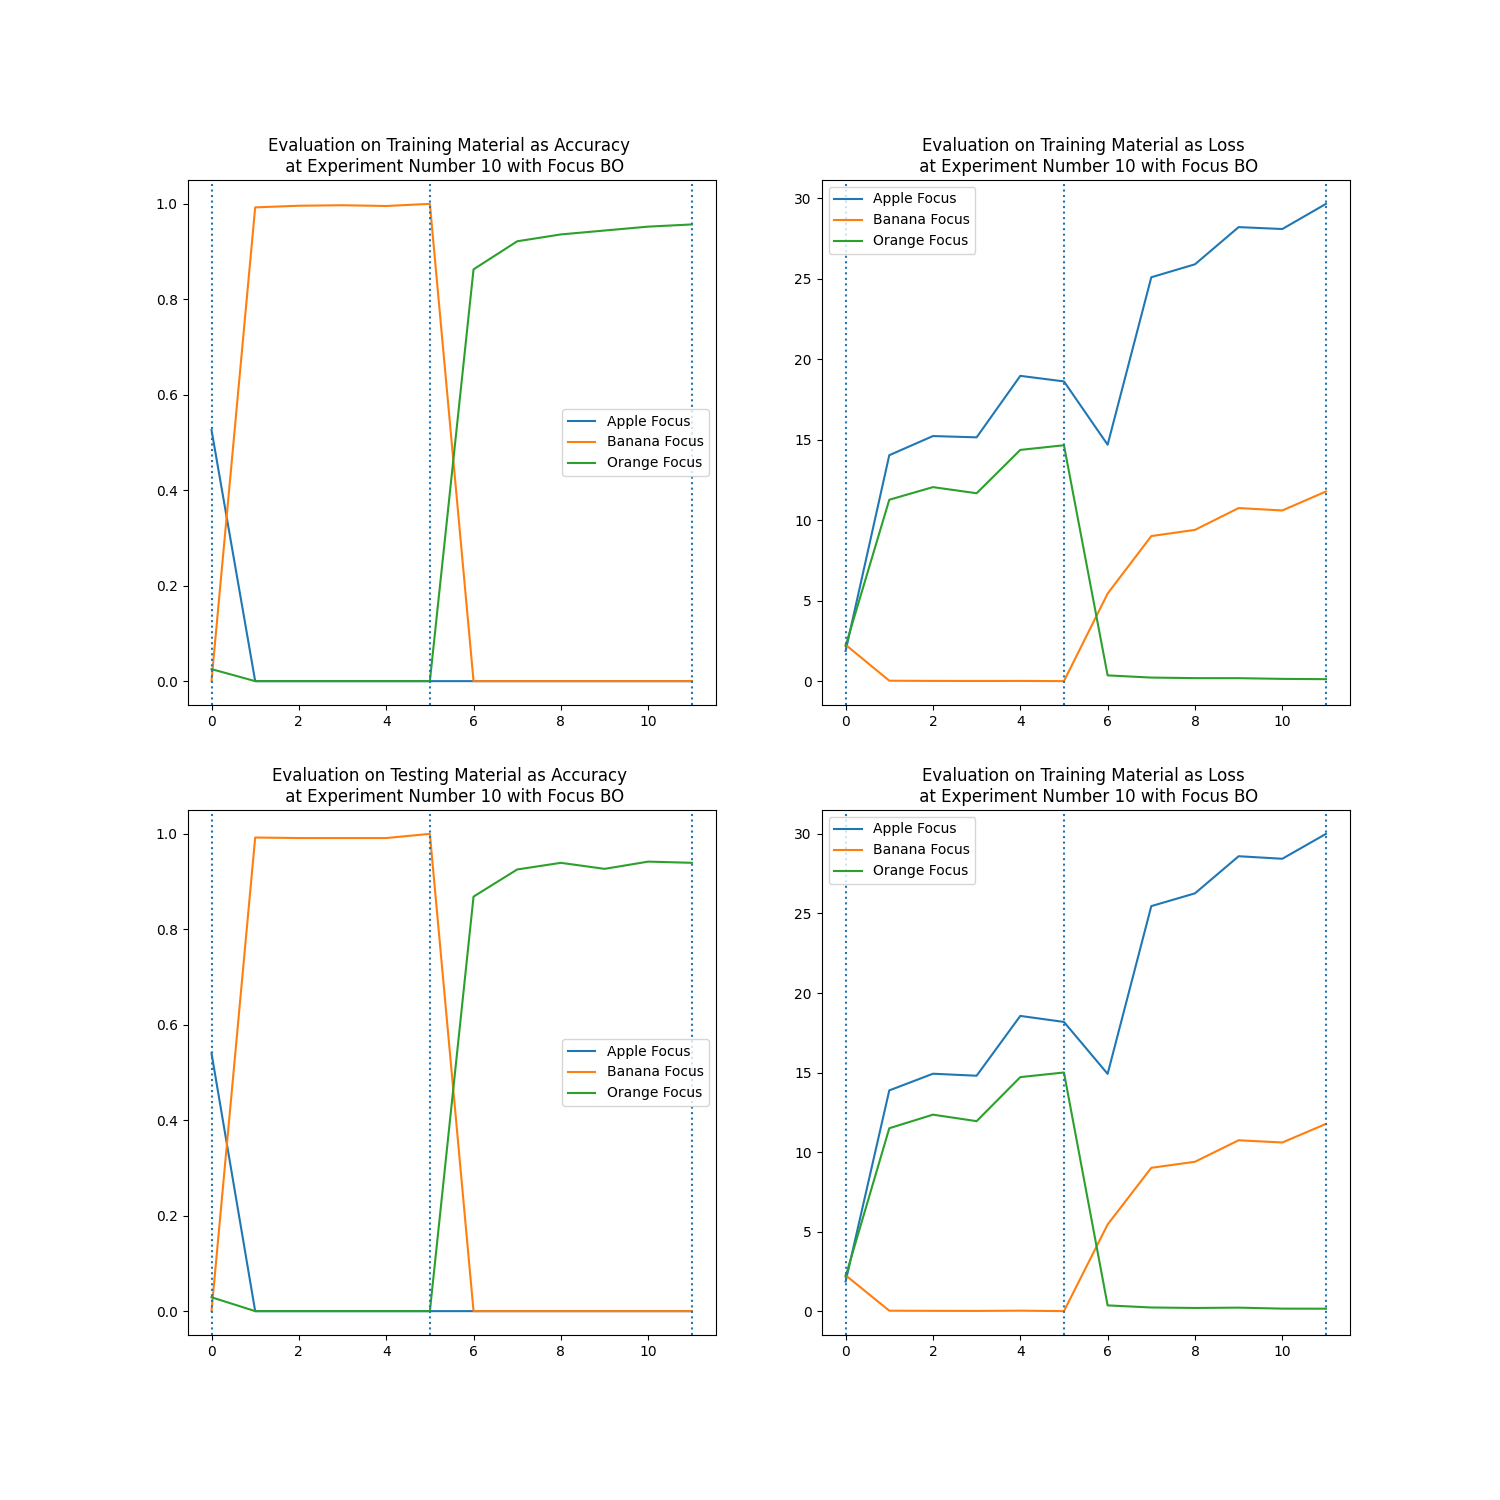 Evaluation on Training Material as Accuracy
at Experiment Number 10 with Focus BO
1.0
0.8
0.6
0.4
0.2
0.0
Apple Focus
Banana Focus
Orange Focus
0 2 4 6 8 10
Evaluation on Training Material as Loss
at Experiment Number 10 with Focus BO
Apple Focus
Banana Focus
Orange Focus
30
25
20
15
10
5
0
0 2 4 6 8 10
Evaluation on Testing Material as Accuracy
at Experiment Number 10 with Focus BO
1.0
0.8
0.6
0.4
0.2
0.0
Apple Focus
Banana Focus
Orange Focus
0 2 4 6 8 10
Evaluation on Training Material as Loss
at Experiment Number 10 with Focus BO
Apple Focus
Banana Focus
Orange Focus
30
25
20
15
10
5
0
0 2 4 6 8 10